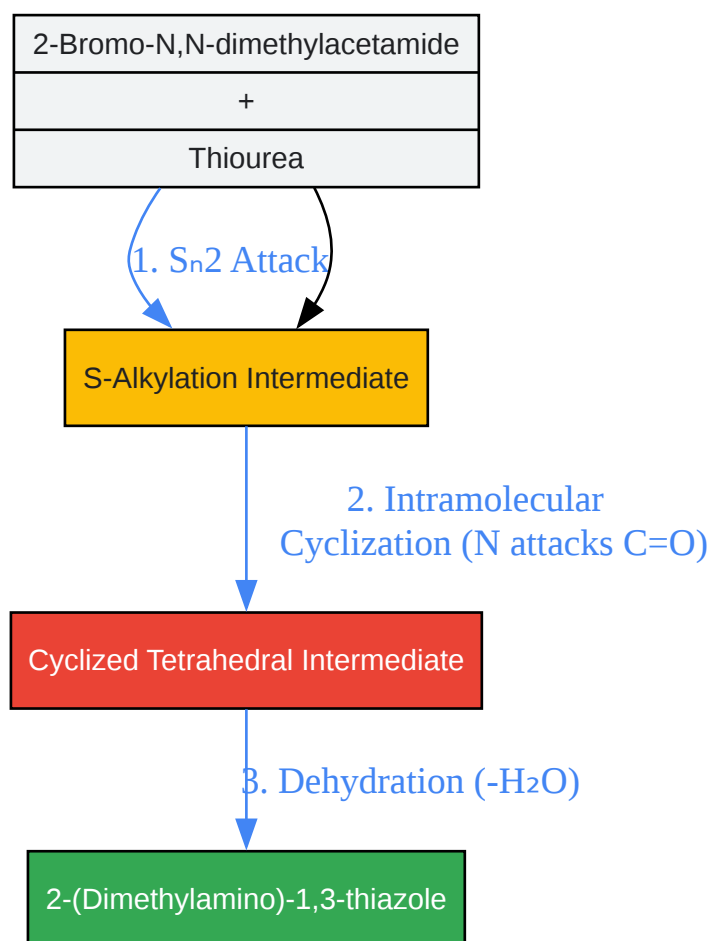 2-Bromo-N,N-dimethylacetamide
+
Thiourea
1. Sₙ2 Attack
S-Alkylation Intermediate
2. Intramolecular
Cyclization (N attacks C=O)
Cyclized Tetrahedral Intermediate
3. Dehydration (-H₂O)
2-(Dimethylamino)-1,3-thiazole